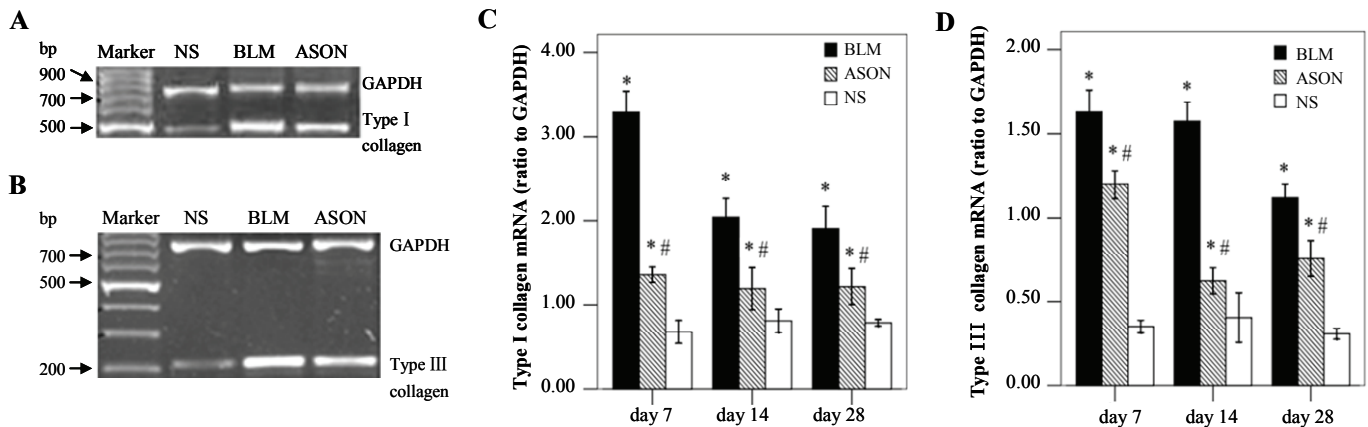 A
bp
Marker NS BLM ASON
900
700
500
GAPDH
Type I
collagen
B
bp
Marker NS BLM ASON
700
500
200
GAPDH
Type III
collagen
C
Type I collagen mRNA (ratio to GAPDH)
4.00
3.00
2.00
1.00
0.00
BLM
ASON
NS
*
* #
*
* #
*
* #
day 7 day 14 day 28
D
Type III collagen mRNA (ratio to GAPDH)
2.00
1.50
1.00
0.50
0.00
BLM
ASON
NS
*
* #
*
* #
*
* #
day 7 day 14 day 28